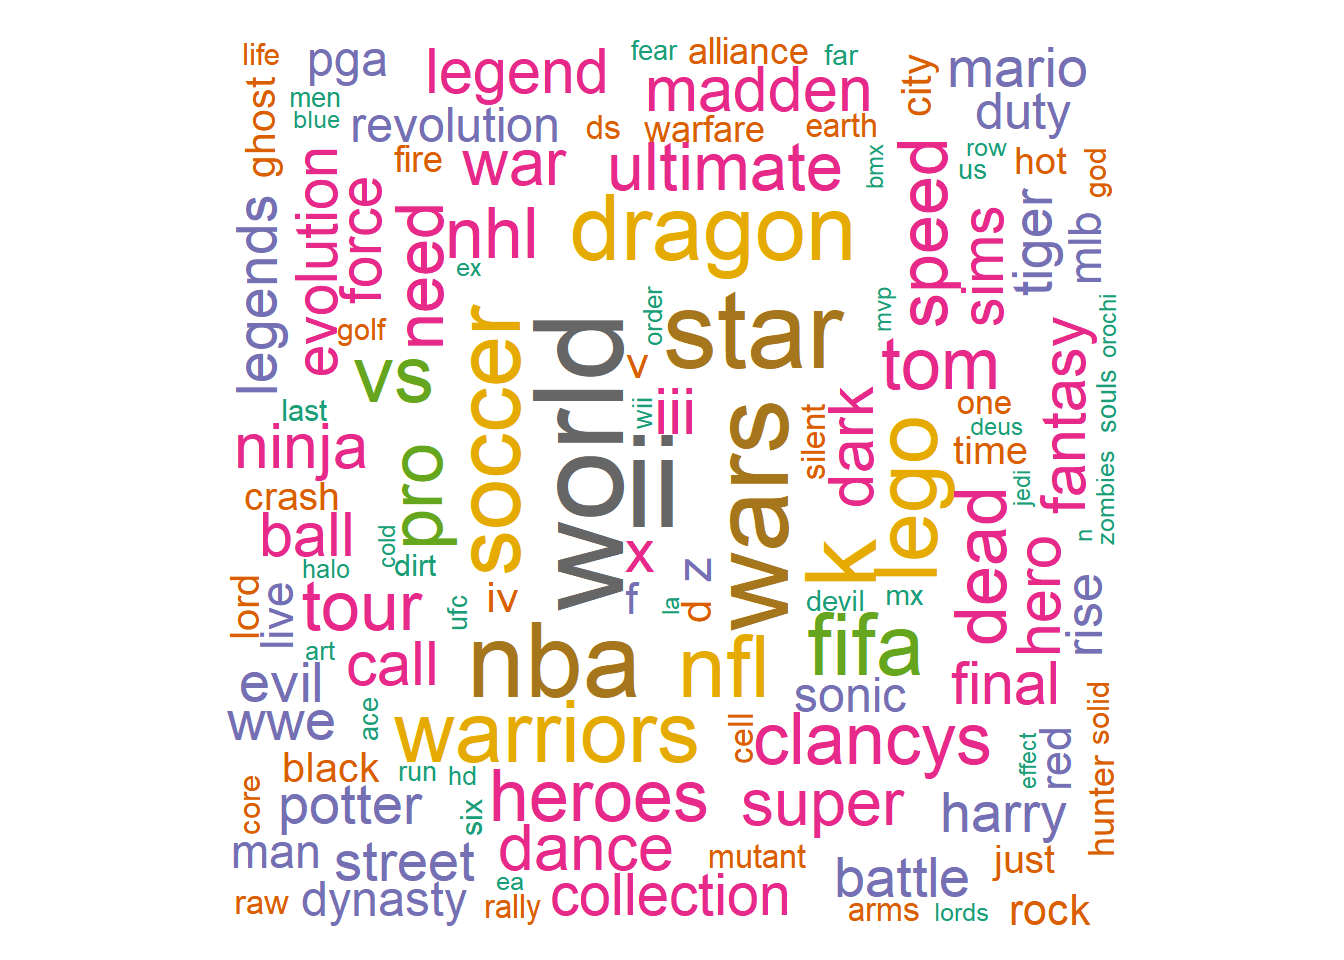 life
pga
legend
fear
alliance
far
city
mario
men
blue
madden
duty
ghost
revolution
ds
warfare
earth
fire
war
ultimate
bmx
speed
row
us
hot
god
legends
evolution
force
need
nhl
dragon
sims
tiger
mlb
ex
golf
vs
soccer
world
order
star
mvp
tom
orochi
v
last
wii
iii
silent
dark
one
deus
fantasy
souls
ninja
pro
ii
wars
lego
time
crash
jedi
zombies
ball
cold
x
k
dead
hero
n
halo
dirt
z
lord
live
tour
ufc
iv
f
la
d
devil
mx
rise
art
call
nba
nfl
fifa
evil
sonic
final
wwe
ace
warriors
cell
clancys
effect
red
solid
black
run
hd
core
potter
six
heroes
super
harry
hunter
man
street
dance
mutant
battle
just
raw
dynasty
ea
rally
collection
arms
lords
rock